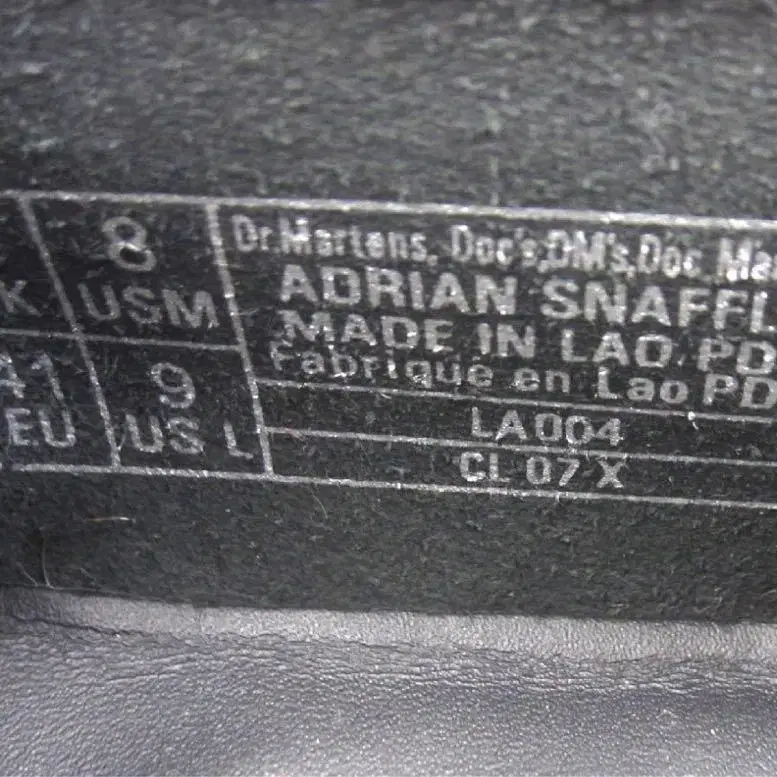 8
K USM
41 9
EU US L
Dr.Martens, Doc's,DM's,Doc Ma
ADRIAN SNAFFL
MADE IN LAO PD
Fabrique en Lao PD
LA004
CL 07 X